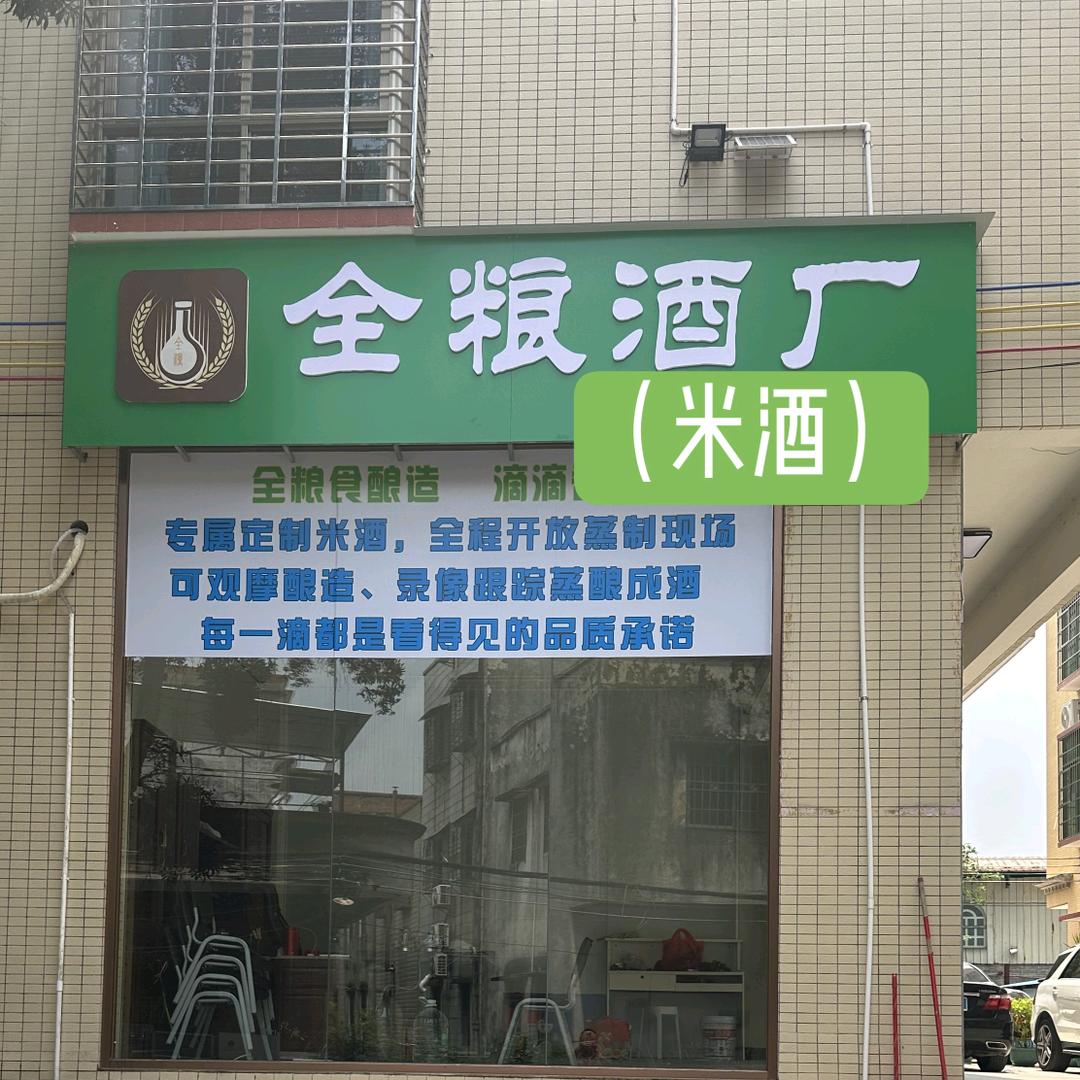 全粮酒厂
全粮
（米酒）
全粮食酿造 滴滴
专属定制米酒，全程开放蒸制现场
可观摩酿造、录像跟踪蒸酿成酒
每一滴都是看得见的品质承诺